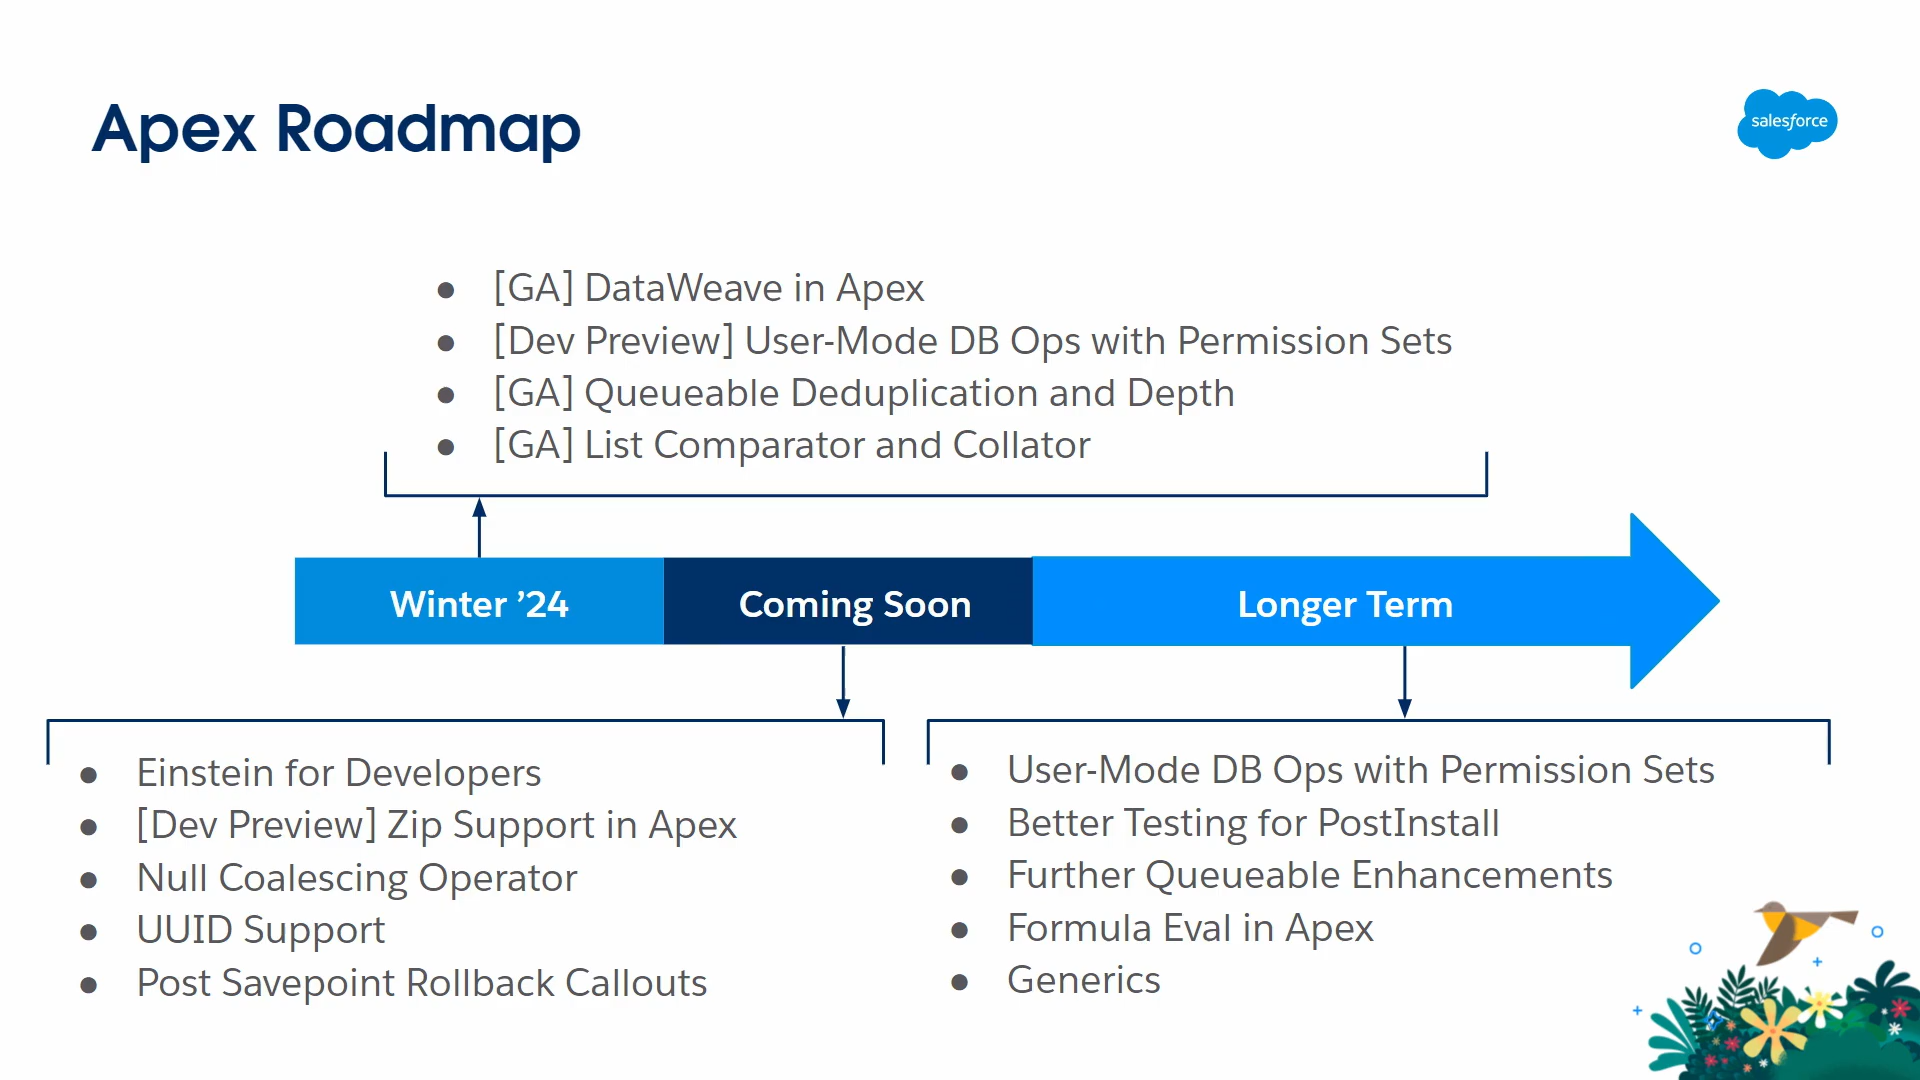 Apex Roadmap
salesforce
● [GA] DataWeave in Apex
● [Dev Preview] User-Mode DB Ops with Permission Sets
● [GA] Queueable Deduplication and Depth
● [GA] List Comparator and Collator
Winter ’24
Coming Soon
Longer Term
● Einstein for Developers
● [Dev Preview] Zip Support in Apex
● Null Coalescing Operator
● UUID Support
● Post Savepoint Rollback Callouts
● User-Mode DB Ops with Permission Sets
● Better Testing for PostInstall
● Further Queueable Enhancements
● Formula Eval in Apex
● Generics